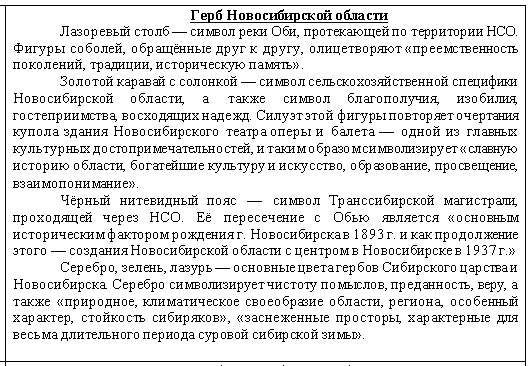 Герб Новосибирской области
Лазоревый столб — символ реки Оби, протекающей по территории НСО.
Фигуры соболей, обращённые друг к другу, олицетворяют «преемственность
поколений, традиции, историческую память».
Золотой каравай с солонкой — символ сельскохозяйственной специфики
Новосибирской области, а также символ благополучия, изобилия,
гостеприимства, восходящих надежд. Силуэт этой фигуры повторяет очертания
купола здания Новосибирского театра оперы и балета — одной из главных
культурных достопримечательностей, и таким образом символизирует «славную
историю области, богатейшие культуру и искусство, образование, просвещение,
взаимопонимание».
Чёрный нитевидный пояс — символ Транссибирской магистрали,
проходящей через НСО. Её пересечение с Обью является «основным
историческим фактором рождения г. Новосибирска в 1893 г. и как продолжение
этого — создания Новосибирской области с центром в Новосибирске в 1937 г.»
Серебро, зелень, лазурь — основные цвета гербов Сибирского царства и
Новосибирска. Серебро символизирует чистоту помыслов, преданность, веру, а
также «природное, климатическое своеобразие области, региона, особенный
характер, стойкость сибиряков», «заснеженные просторы, характерные для
весьма длительного периода суровой сибирской зимы».